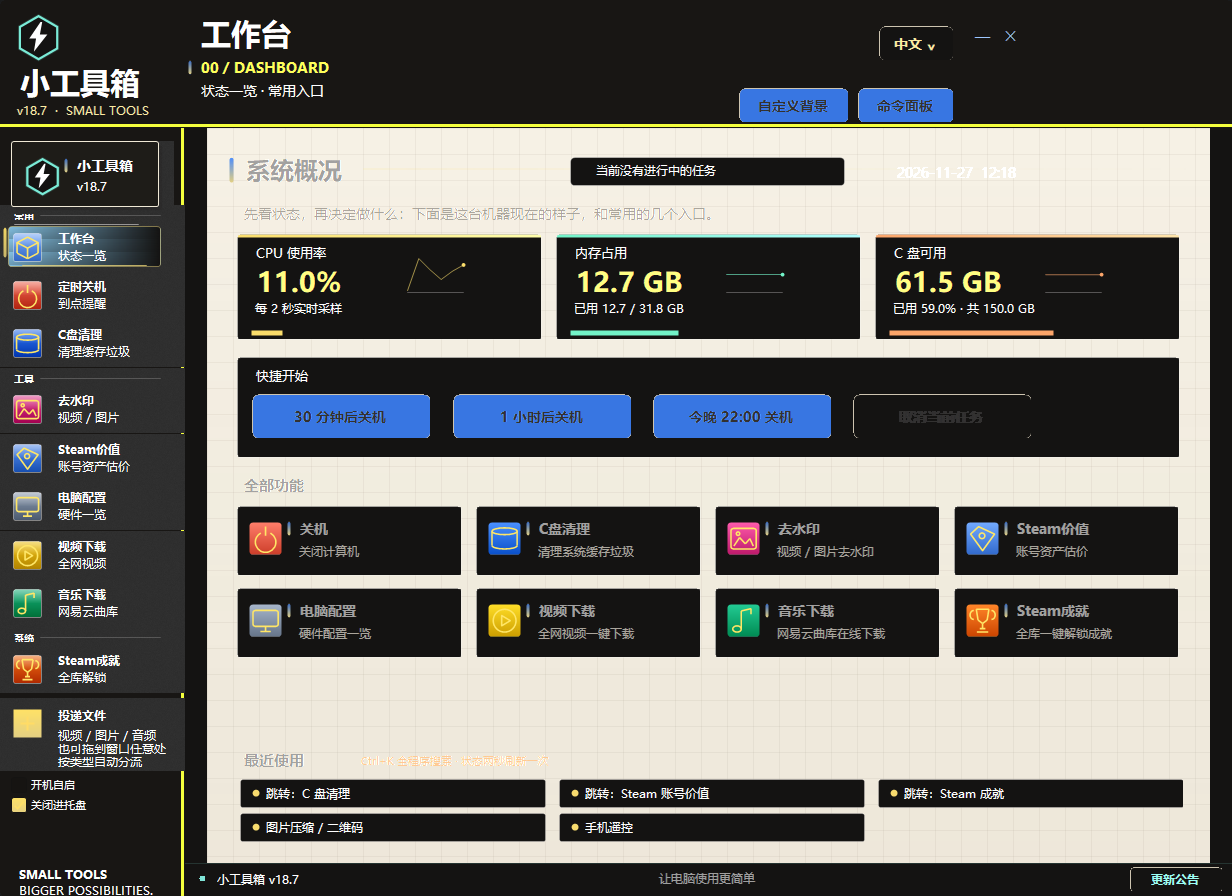 小工具箱
v18.7 · SMALL TOOLS
工作台
00 / DASHBOARD
状态一览 · 常用入口
中文
自定义背景
命令面板
小工具箱
v18.7
常用
工作台
状态一览
定时关机
到点提醒
C盘清理
清理缓存垃圾
工具
去水印
视频 / 图片
Steam价值
账号资产估价
电脑配置
硬件一览
视频下载
全网视频
音乐下载
网易云曲库
系统
Steam成就
全库解锁
投递文件
视频 / 图片 / 音频
也可拖到窗口任意处
按类型自动分流
开机自启
关闭进托盘
SMALL TOOLS
BIGGER POSSIBILITIES.
系统概况
当前没有进行中的任务
2026-11-27 12:18
先看状态，再决定做什么：下面是这台机器现在的样子，和常用的几个入口。
CPU 使用率
11.0%
每 2 秒实时采样
内存占用
12.7 GB
已用 12.7 / 31.8 GB
C 盘可用
61.5 GB
已用 59.0% · 共 150.0 GB
快捷开始
30 分钟后关机
1 小时后关机
今晚 22:00 关机
取消当前任务
全部功能
关机
关闭计算机
C盘清理
清理系统缓存垃圾
去水印
视频 / 图片去水印
Steam价值
账号资产估价
电脑配置
硬件配置一览
视频下载
全网视频一键下载
音乐下载
网易云曲库在线下载
Steam成就
全库一键解锁成就
最近使用
跳转：C 盘清理
跳转：Steam 账号价值
跳转：Steam 成就
图片压缩 / 二维码
手机遥控
小工具箱 v18.7
让电脑使用更简单
更新公告